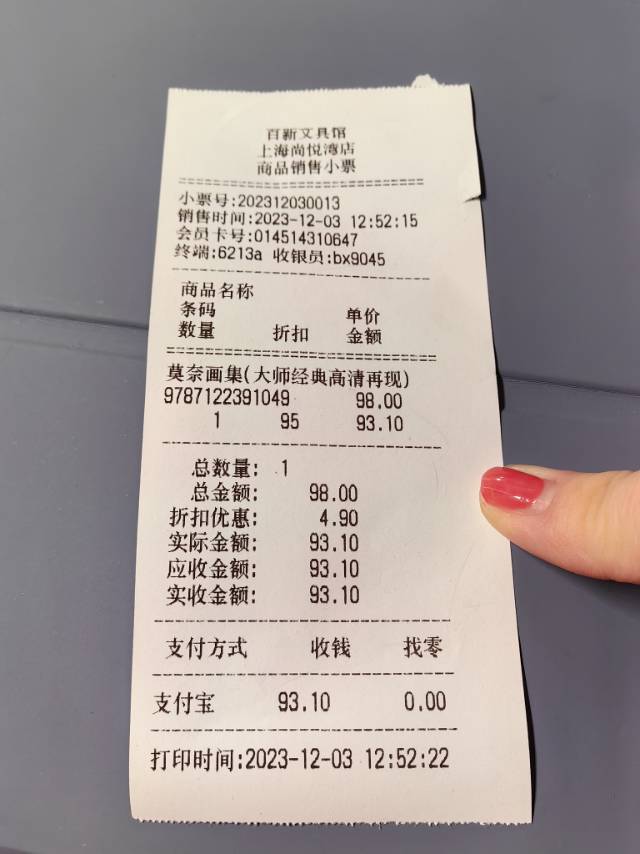 百新文具馆
上海尚悦湾店
商品销售小票
小票号:202312030013
销售时间:2023-12-03 12:52:15
会员卡号:014514310647
终端:6213a 收银员:bx9045
商品名称
条码 单价
数量 折扣 金额
莫奈画集(大师经典高清再现)
9787122391049 98.00
1 95 93.10
总数量: 1
总金额: 98.00
折扣优惠: 4.90
实际金额: 93.10
应收金额: 93.10
实收金额: 93.10
支付方式 收钱 找零
支付宝 93.10 0.00
打印时间:2023-12-03 12:52:22